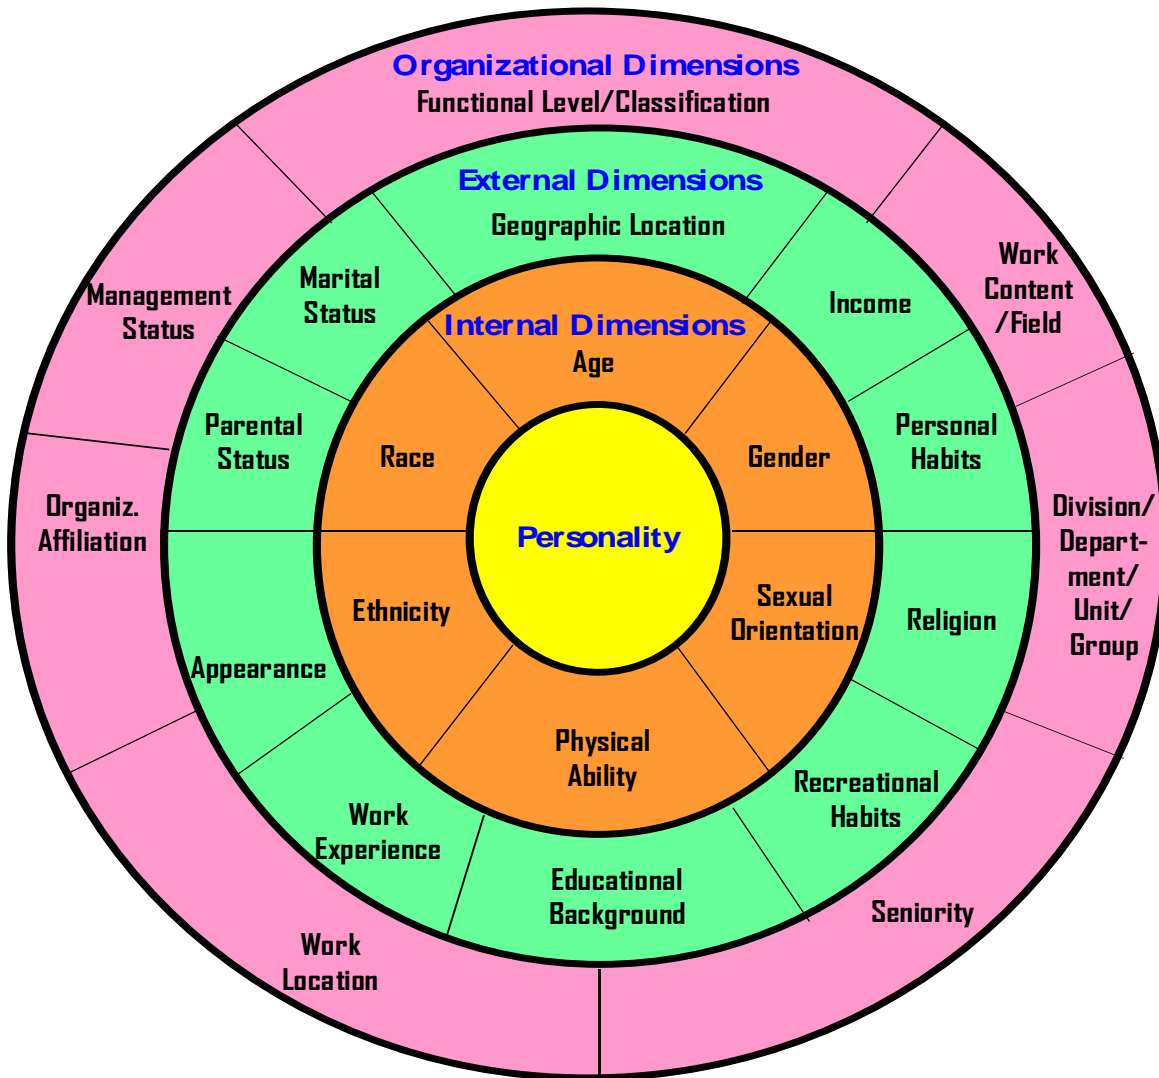 Organizational Dimensions
Functional Level/Classification
External Dimensions
Geographic Location
Internal Dimensions
Age
Personality
Marital
Status
Income
Work
Content
/Field
Management
Status
Parental
Status
Race
Gender
Personal
Habits
Organiz.
Affiliation
Division/
Depart-
ment/
Unit/
Group
Ethnicity
Sexual
Orientation
Religion
Appearance
Physical
Ability
Recreational
Habits
Work
Experience
Educational
Background
Seniority
Work
Location